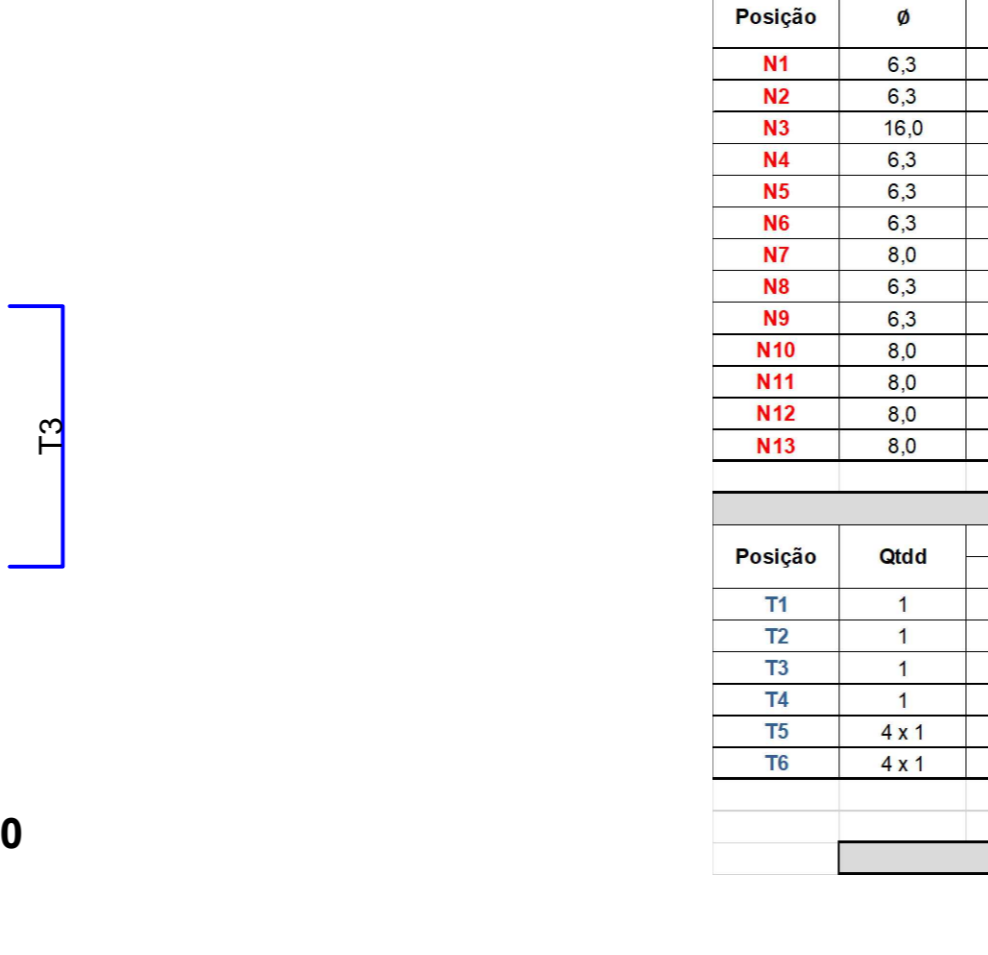 Posição Ø
N1 6,3
N2 6,3
N3 16,0
N4 6,3
N5 6,3
N6 6,3
N7 8,0
N8 6,3
N9 6,3
N10 8,0
N11 8,0
N12 8,0
N13 8,0
T3
Posição Qtdd
T1 1
T2 1
T3 1
T4 1
T5 4 x 1
T6 4 x 1
0